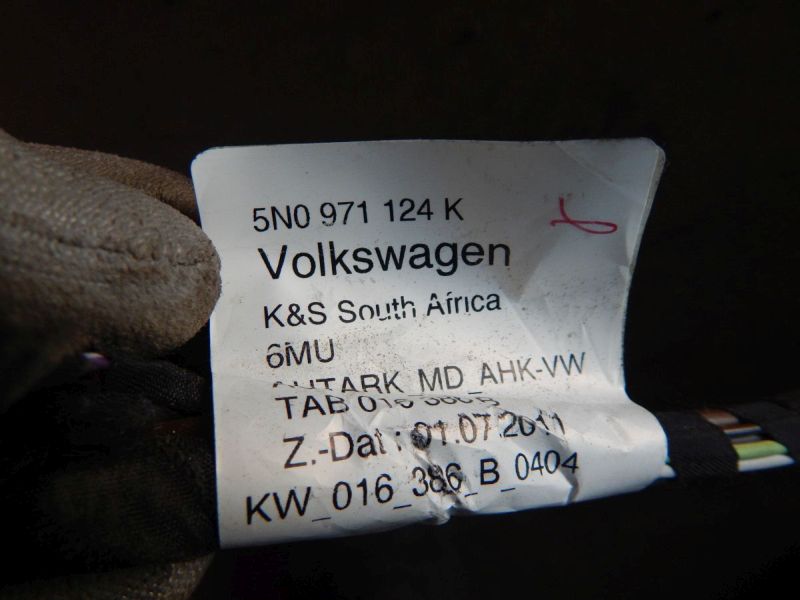 5N0 971 124 K
Volkswagen
K&S South Africa
6MU
AUTARK_MD_AHK-VW
TAB 016 386 B
Z.-Dat : 01.07.2011
KW_016_386_B_0404